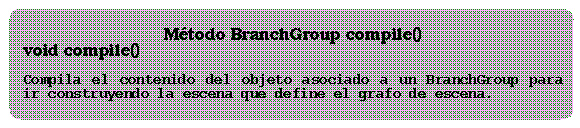 Método BranchGroup compile()
void compile()
Compila el contenido del objeto asociado a un BranchGroup para
ir construyendo la escena que define el grafo de escena.